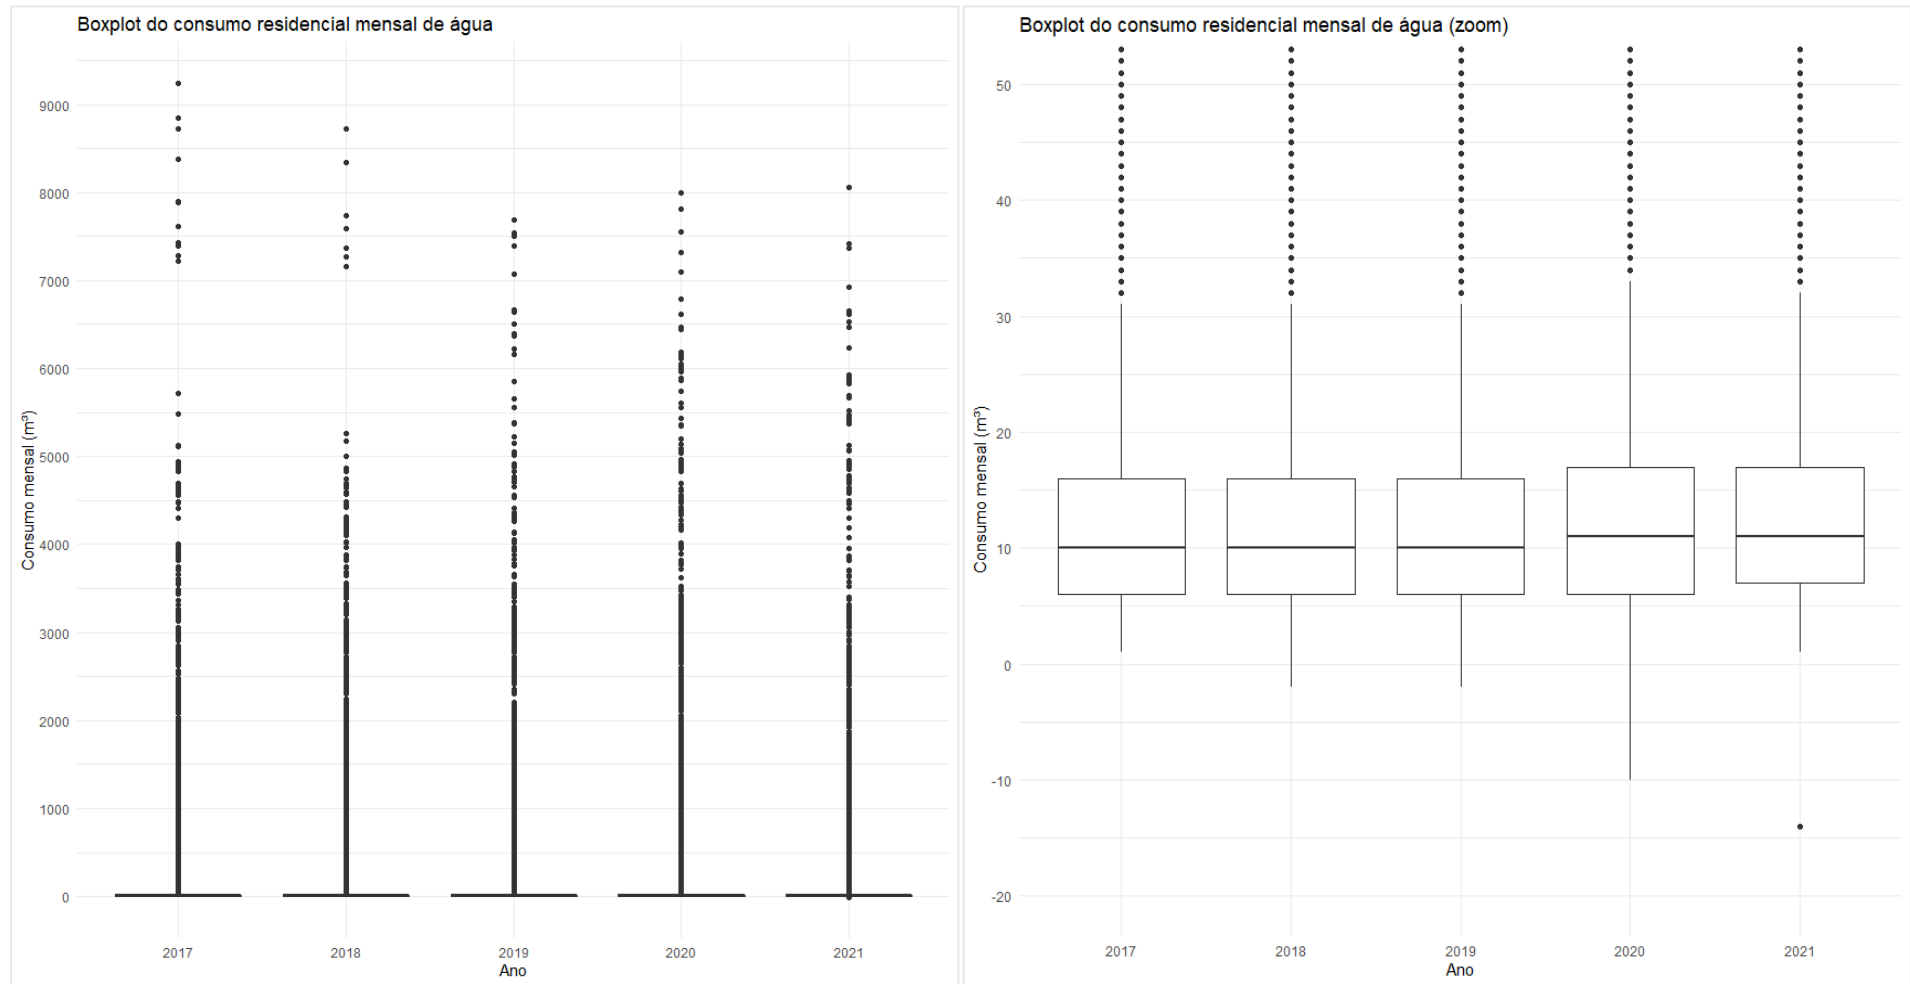 Boxplot do consumo residencial mensal de água
Consumo mensal (m³)
9000
8000
7000
6000
5000
4000
3000
2000
1000
0
2017 2018 2019 2020 2021
Ano
Boxplot do consumo residencial mensal de água (zoom)
Consumo mensal (m³)
50
40
30
20
10
0
-10
-20
2017 2018 2019 2020 2021
Ano